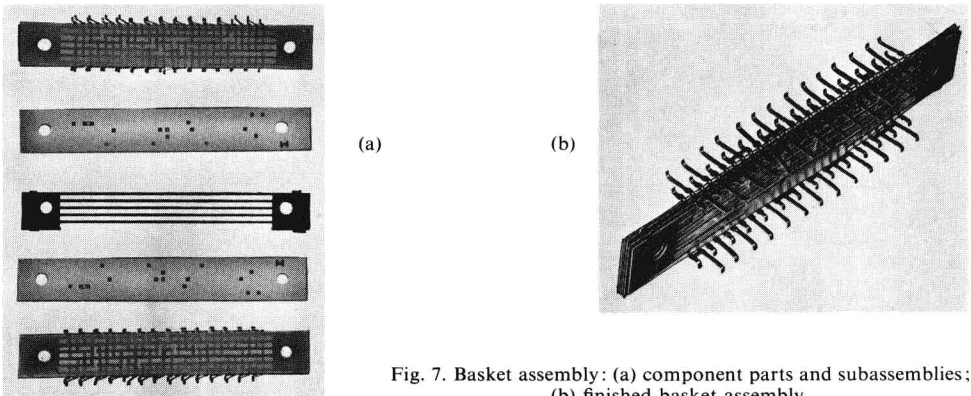 (a)
(b)
Fig. 7. Basket assembly: (a) component parts and subassemblies;
(b) finished basket assembly